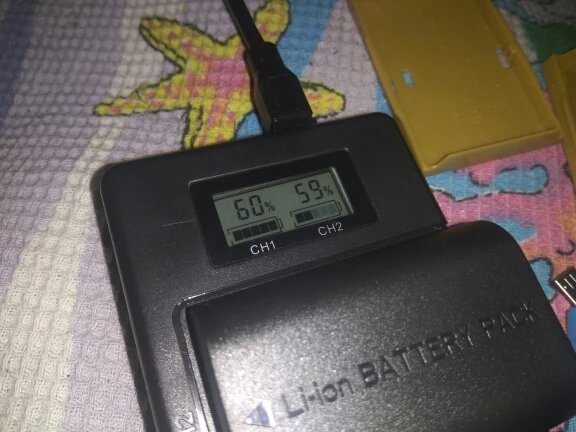 60% 59%
CH1 CH2
Li-ion BATTERY PACK